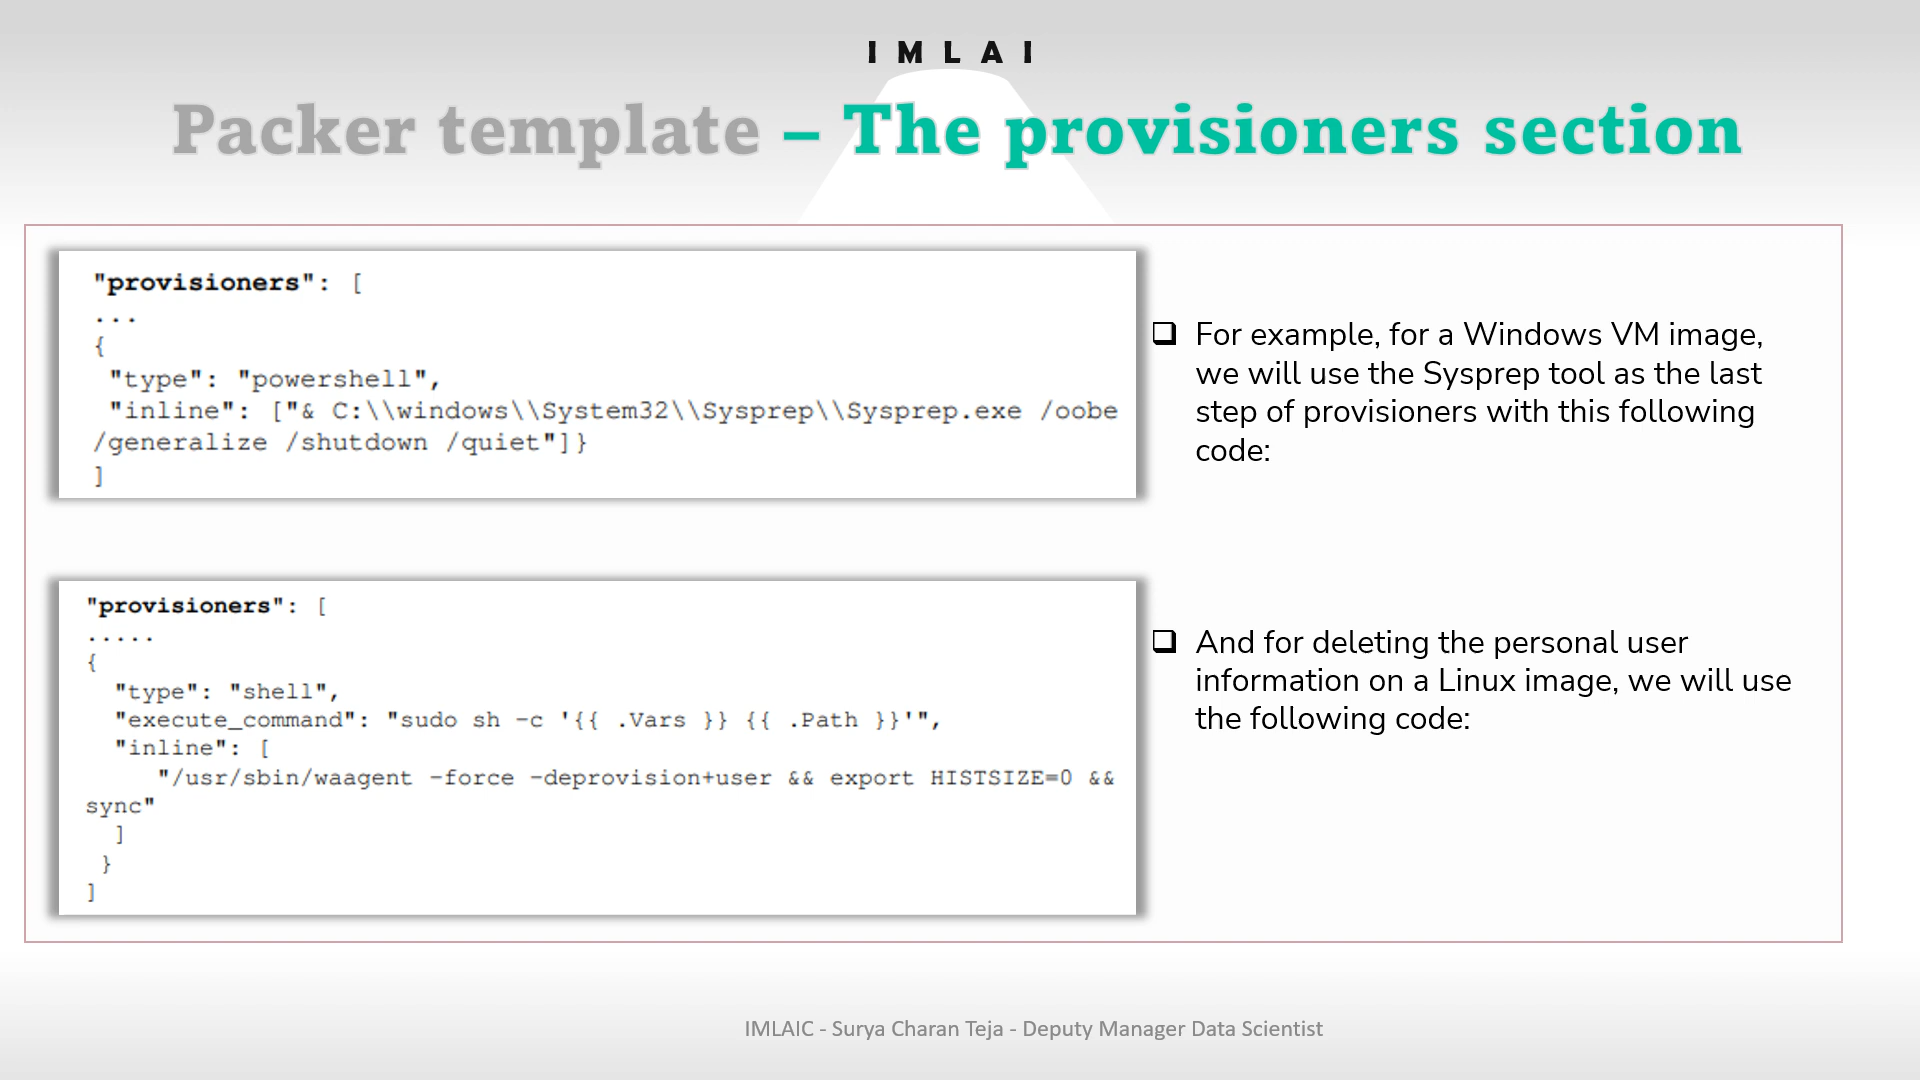 IMLAI
Packer template – The provisioners section
"provisioners": [
...
{
"type": "powershell",
"inline": ["& C:\\windows\\System32\\Sysprep\\Sysprep.exe /oobe
/generalize /shutdown /quiet"]}
]
❑ For example, for a Windows VM image,
we will use the Sysprep tool as the last
step of provisioners with this following
code:
"provisioners": [
.....
{
"type": "shell",
"execute_command": "sudo sh -c '{{ .Vars }} {{ .Path }}'",
"inline": [
"/usr/sbin/waagent -force -deprovision+user && export HISTSIZE=0 &&
sync"
]
}
]
❑ And for deleting the personal user
information on a Linux image, we will use
the following code:
IMLAIC - Surya Charan Teja - Deputy Manager Data Scientist